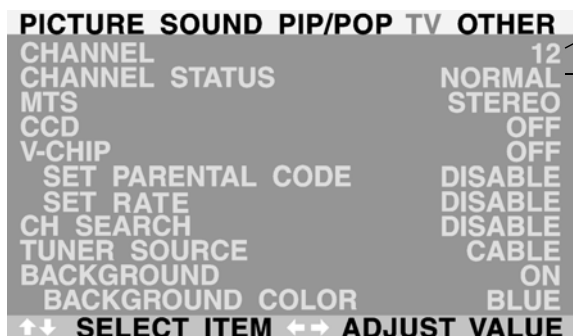 PICTURE SOUND PIP/POP TV OTHER
CHANNEL 12
CHANNEL STATUS NORMAL
MTS STEREO
CCD OFF
V-CHIP OFF
SET PARENTAL CODE DISABLE
SET RATE DISABLE
CH SEARCH DISABLE
TUNER SOURCE CABLE
BACKGROUND ON
BACKGROUND COLOR BLUE
SELECT ITEM ADJUST VALUE